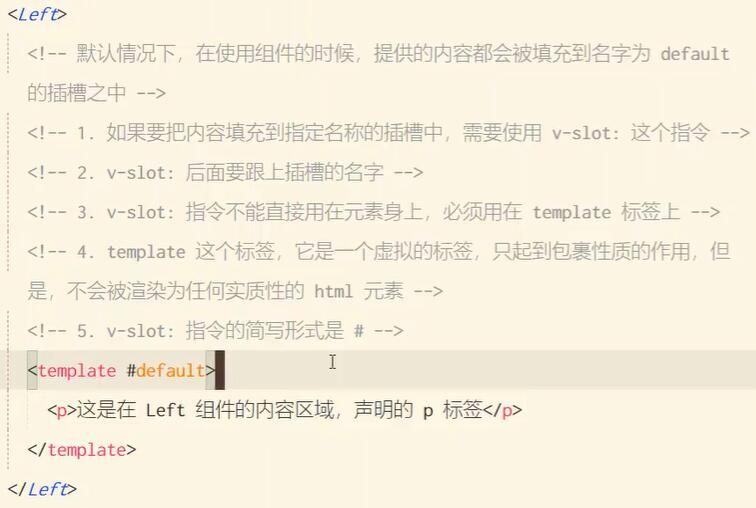 <Left>
<!-- 默认情况下，在使用组件的时候，提供的内容都会被填充到名字为 default
的插槽之中 -->
<!-- 1. 如果要把内容填充到指定名称的插槽中，需要使用 v-slot: 这个指令 -->
<!-- 2. v-slot: 后面要跟上插槽的名字 -->
<!-- 3. v-slot: 指令不能直接用在元素身上，必须用在 template 标签上 -->
<!-- 4. template 这个标签，它是一个虚拟的标签，只起到包裹性质的作用，但
是，不会被渲染为任何实质性的 html 元素 -->
<!-- 5. v-slot: 指令的简写形式是 # -->
<template #default>
<p>这是在 Left 组件的内容区域，声明的 p 标签</p>
</template>
</Left>